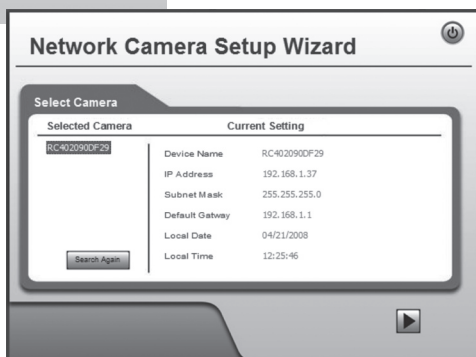 Network Camera Setup Wizard
Select Camera
Selected Camera
Current Setting
RC402090DF29
Device Name RC402090DF29
IP Address 192.168.1.37
Subnet Mask 255.255.255.0
Default Gatway 192.168.1.1
Local Date 04/21/2008
Local Time 12:25:46
Search Again